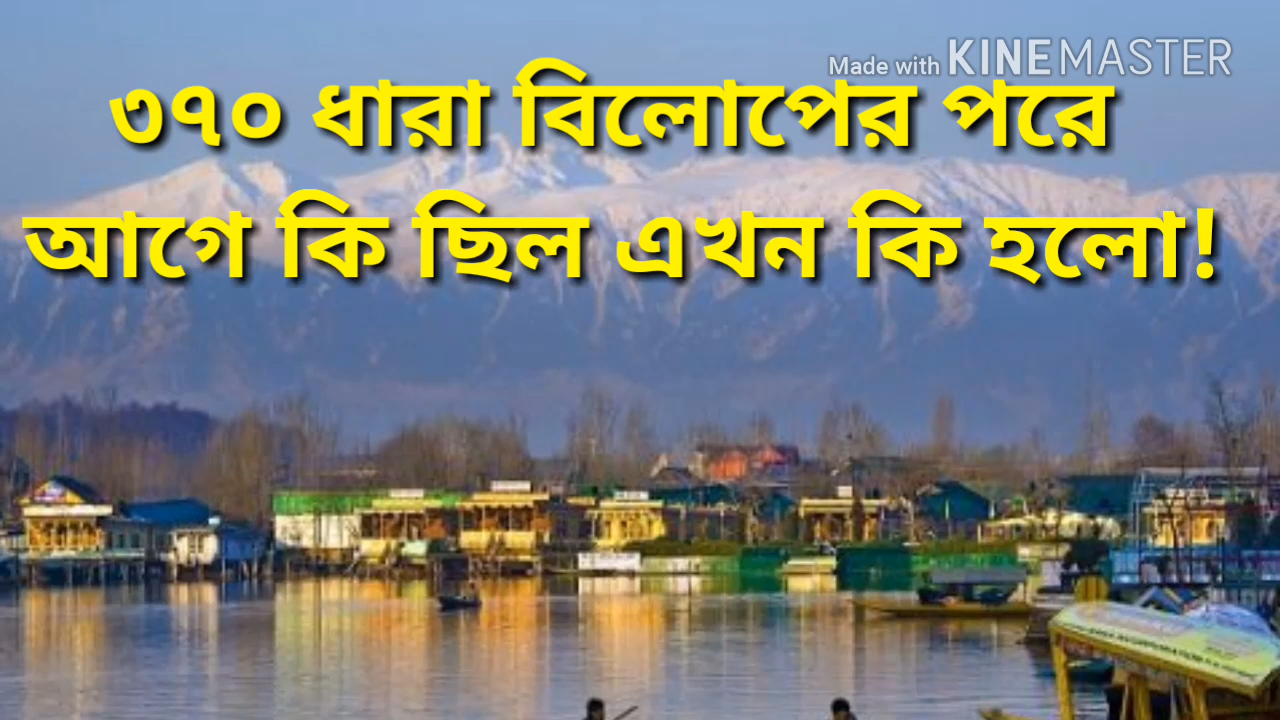 Made with KINEMASTER
৩৭০ ধারা বিলোপের পরে
আগে কি ছিল এখন কি হলো!